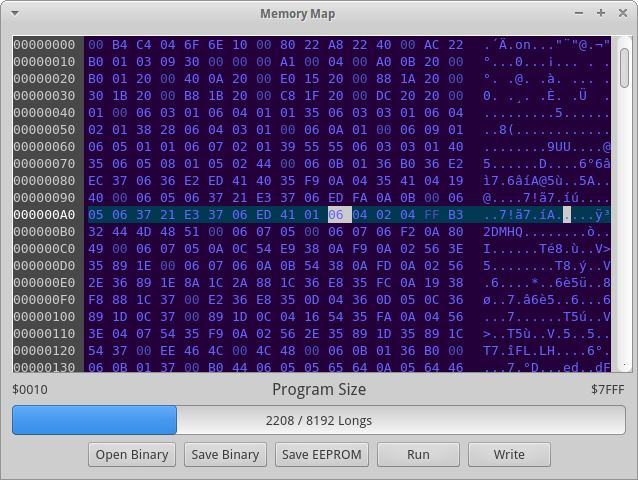 Memory Map
00000000 00 B4 C4 04 6F 6E 10 00 80 22 A8 22 40 00 AC 22 .´Ä.on..."¨"@.¬"
00000010 B0 01 03 09 30 00 00 00 A1 00 04 00 A0 0B 20 00 °...0...¡... . .
00000020 B0 01 20 00 40 0A 20 00 E0 15 20 00 88 1A 20 00 °. .@. .à. ... .
00000030 30 1B 20 00 B8 1B 20 00 C8 1F 20 00 DC 20 20 00 0. .¸. .È. .Ü  .
00000040 01 00 06 03 01 06 04 01 01 35 06 03 03 01 06 04 .........5......
00000050 02 01 38 28 06 04 03 01 00 06 0A 01 00 06 09 01 ..8(............
00000060 06 05 01 01 06 07 02 01 39 55 55 06 03 03 01 40 ........9UU....@
00000070 35 06 05 08 01 05 02 44 00 06 0B 01 36 B0 36 E2 5......D....6°6â
00000080 EC 37 06 36 E2 ED 41 40 35 F9 0A 04 35 41 04 19 ì7.6âíA@5ù..5A..
00000090 40 00 06 05 06 37 21 E3 37 06 ED FA 0A 0B 00 06 @....7!ã7.íú....
000000A0 05 06 37 21 E3 37 06 ED 41 01 06 04 02 04 FF B3 ..7!ã7.íA.....ÿ³
000000B0 32 44 4D 48 51 00 06 07 05 00 06 07 06 F2 0A 80 2DMHQ........ò..
000000C0 49 00 06 07 05 0A 0C 54 E9 38 0A F9 0A 02 56 3E I......Té8.ù..V>
000000D0 35 89 1E 00 06 07 06 0A 0B 54 38 0A FD 0A 02 56 5........T8.ý..V
000000E0 2E 36 89 1E 8A 1C 2A 88 1C 36 E8 35 FC 0A 19 38 .6....*..6è5ü..8
000000F0 F8 88 1C 37 00 E2 36 E8 35 0D 04 36 0D 05 0C 36 ø..7.â6è5..6...6
00000100 89 1D 0C 37 00 89 1D 0C 04 16 54 35 FA 0A 04 56 ...7......T5ú..V
00000110 3E 04 07 54 35 F9 0A 02 56 2E 35 89 1D 35 89 1C >..T5ù..V.5..5..
00000120 54 37 00 EE 46 4C 00 4C 48 00 06 0B 01 36 B0 00 T7.îFL.LH....6°.
00000130 06 0B 01 37 00 B0 44 06 05 05 65 64 0A 05 64 46 ...7.°D...ed..dF
$0010 Program Size $7FFF
2208 / 8192 Longs
Open Binary Save Binary Save EEPROM Run Write